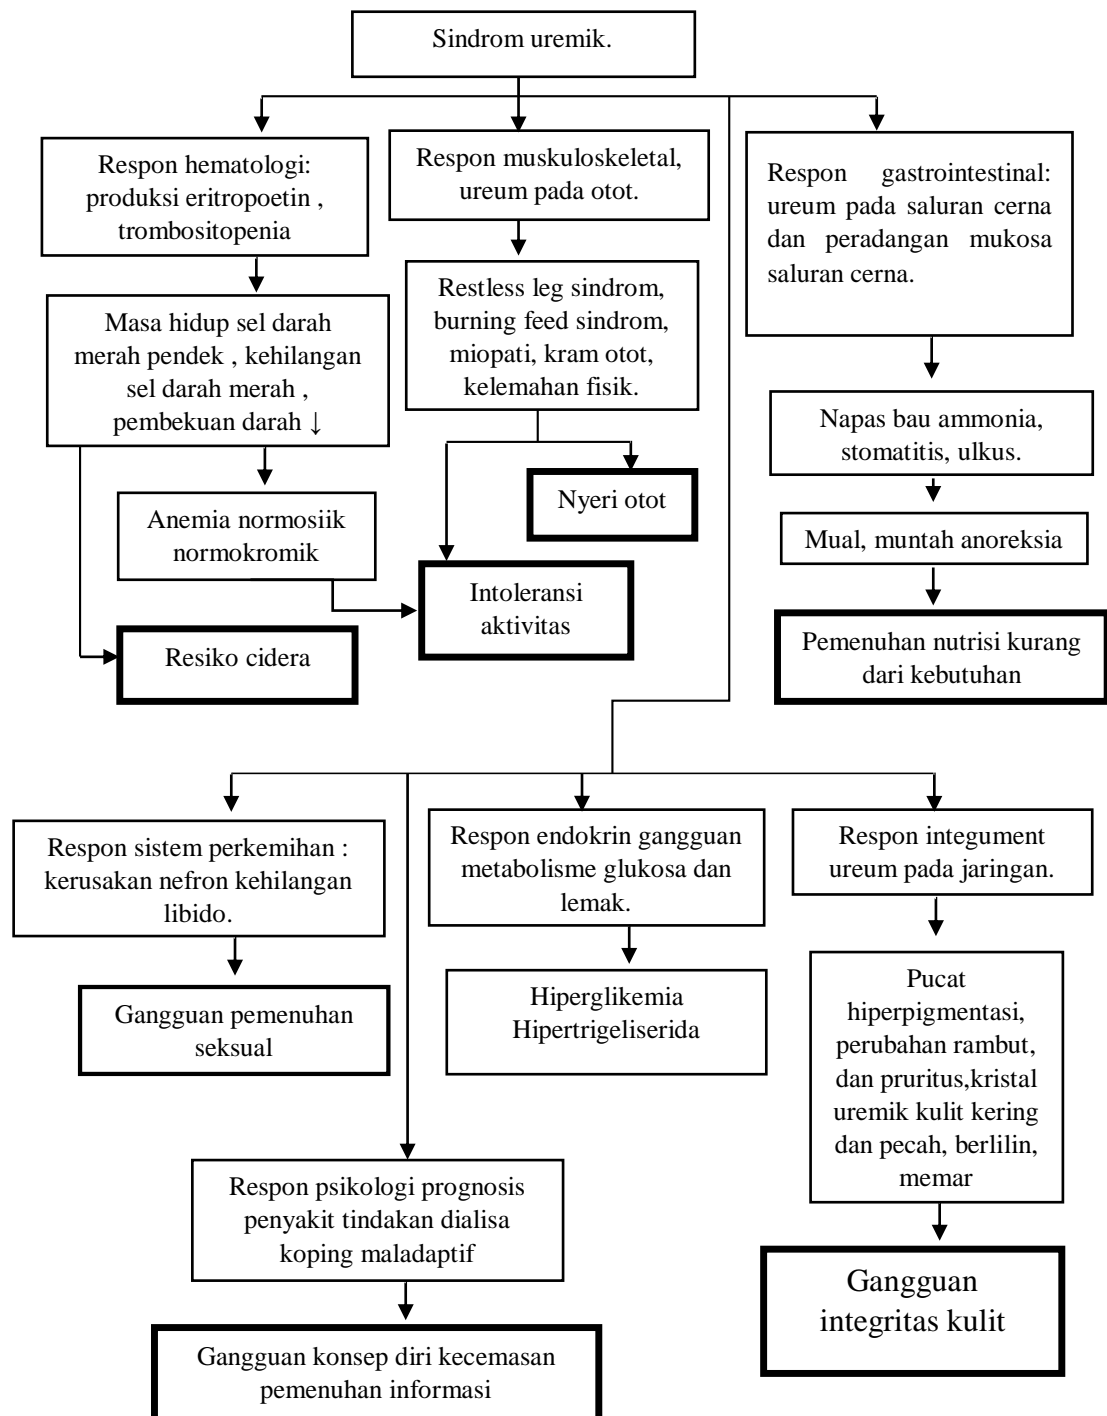 Sindrom uremik.
Respon hematologi:
produksi eritropoetin ,
trombositopenia
Respon muskuloskeletal,
ureum pada otot.
Respon gastrointestinal:
ureum pada saluran cerna
dan peradangan mukosa
saluran cerna.
Masa hidup sel darah
merah pendek , kehilangan
sel darah merah ,
pembekuan darah ↓
Restless leg sindrom,
burning feed sindrom,
miopati, kram otot,
kelemahan fisik.
Napas bau ammonia,
stomatitis, ulkus.
Anemia normosiik
normokromik
Nyeri otot
Mual, muntah anoreksia
Intoleransi
aktivitas
Resiko cidera
Pemenuhan nutrisi kurang
dari kebutuhan
Respon sistem perkemihan :
kerusakan nefron kehilangan
libido.
Respon endokrin gangguan
metabolisme glukosa dan
lemak.
Respon integument
ureum pada jaringan.
Gangguan pemenuhan
seksual
Hiperglikemia
Hipertrigeliserida
Pucat
hiperpigmentasi,
perubahan rambut,
dan pruritus,kristal
uremik kulit kering
dan pecah, berlilin,
memar
Respon psikologi prognosis
penyakit tindakan dialisa
koping maladaptif
Gangguan
integritas kulit
Gangguan konsep diri kecemasan
pemenuhan informasi